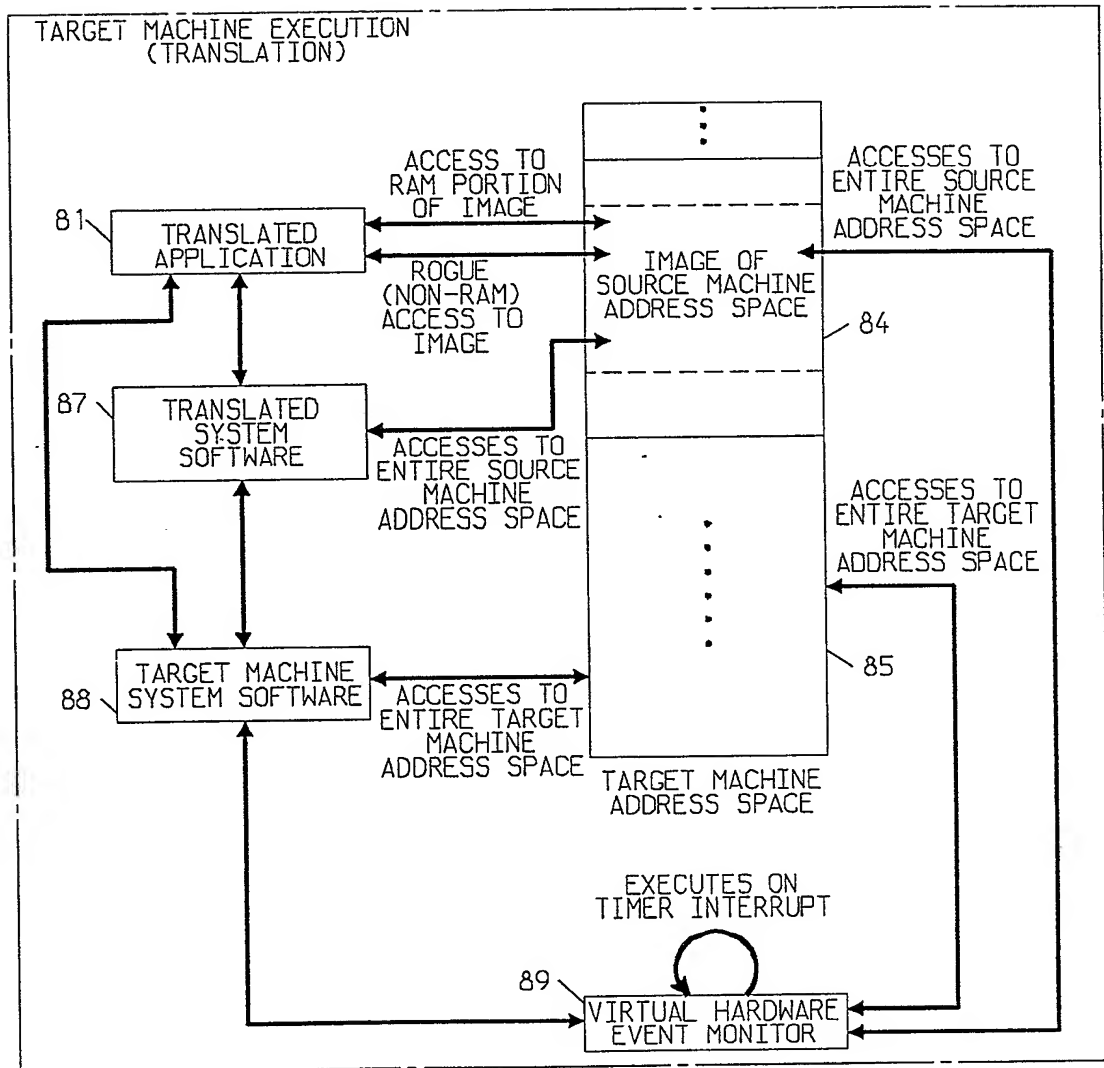 TARGET MACHINE EXECUTION
(TRANSLATION)
ACCESS TO
RAM PORTION
OF IMAGE
ACCESSES TO
ENTIRE SOURCE
MACHINE
ADDRESS SPACE
81
TRANSLATED
APPLICATION
ROGUE
(NON-RAM)
ACCESS TO
IMAGE
IMAGE OF
SOURCE MACHINE
ADDRESS SPACE
84
87
TRANSLATED
SYSTEM
SOFTWARE
ACCESSES TO
ENTIRE SOURCE
MACHINE
ADDRESS SPACE
ACCESSES TO
ENTIRE TARGET
MACHINE
ADDRESS SPACE
85
88
TARGET MACHINE
SYSTEM SOFTWARE
ACCESSES TO
ENTIRE TARGET
MACHINE
ADDRESS SPACE
TARGET MACHINE
ADDRESS SPACE
EXECUTES ON
TIMER INTERRUPT
89
VIRTUAL HARDWARE
EVENT MONITOR